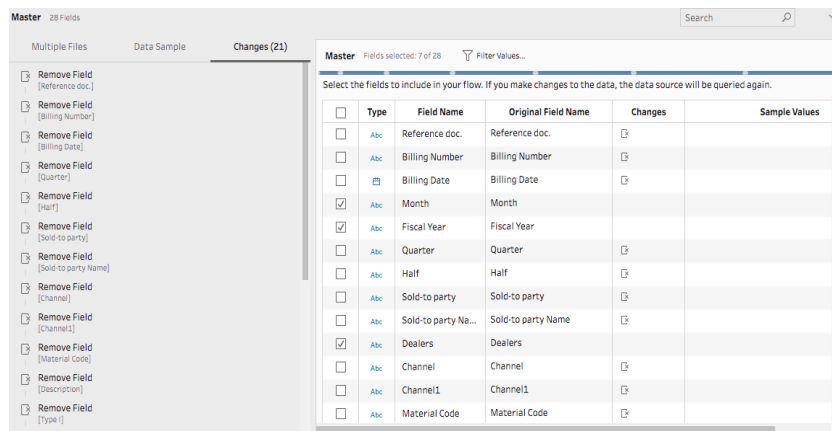 Master 28 Fields
Search
Multiple Files Data Sample Changes (21)
Remove Field
[Reference doc.]
Remove Field
[Billing Number]
Remove Field
[Billing Date]
Remove Field
[Quarter]
Remove Field
[Half]
Remove Field
[Sold-to party]
Remove Field
[Sold-to party Name]
Remove Field
[Channel]
Remove Field
[Channel1]
Remove Field
[Material Code]
Remove Field
[Description]
Remove Field
[Type I]
Master Fields selected: 7 of 28 Filter Values...
Select the fields to include in your flow. If you make changes to the data, the data source will be queried again.
Type Field Name Original Field Name Changes Sample Values
Abc Reference doc. Reference doc.
Abc Billing Number Billing Number
Billing Date Billing Date
Abc Month Month
Abc Fiscal Year Fiscal Year
Abc Quarter Quarter
Abc Half Half
Abc Sold-to party Sold-to party
Abc Sold-to party Na... Sold-to party Name
Abc Dealers Dealers
Abc Channel Channel
Abc Channel1 Channel1
Abc Material Code Material Code